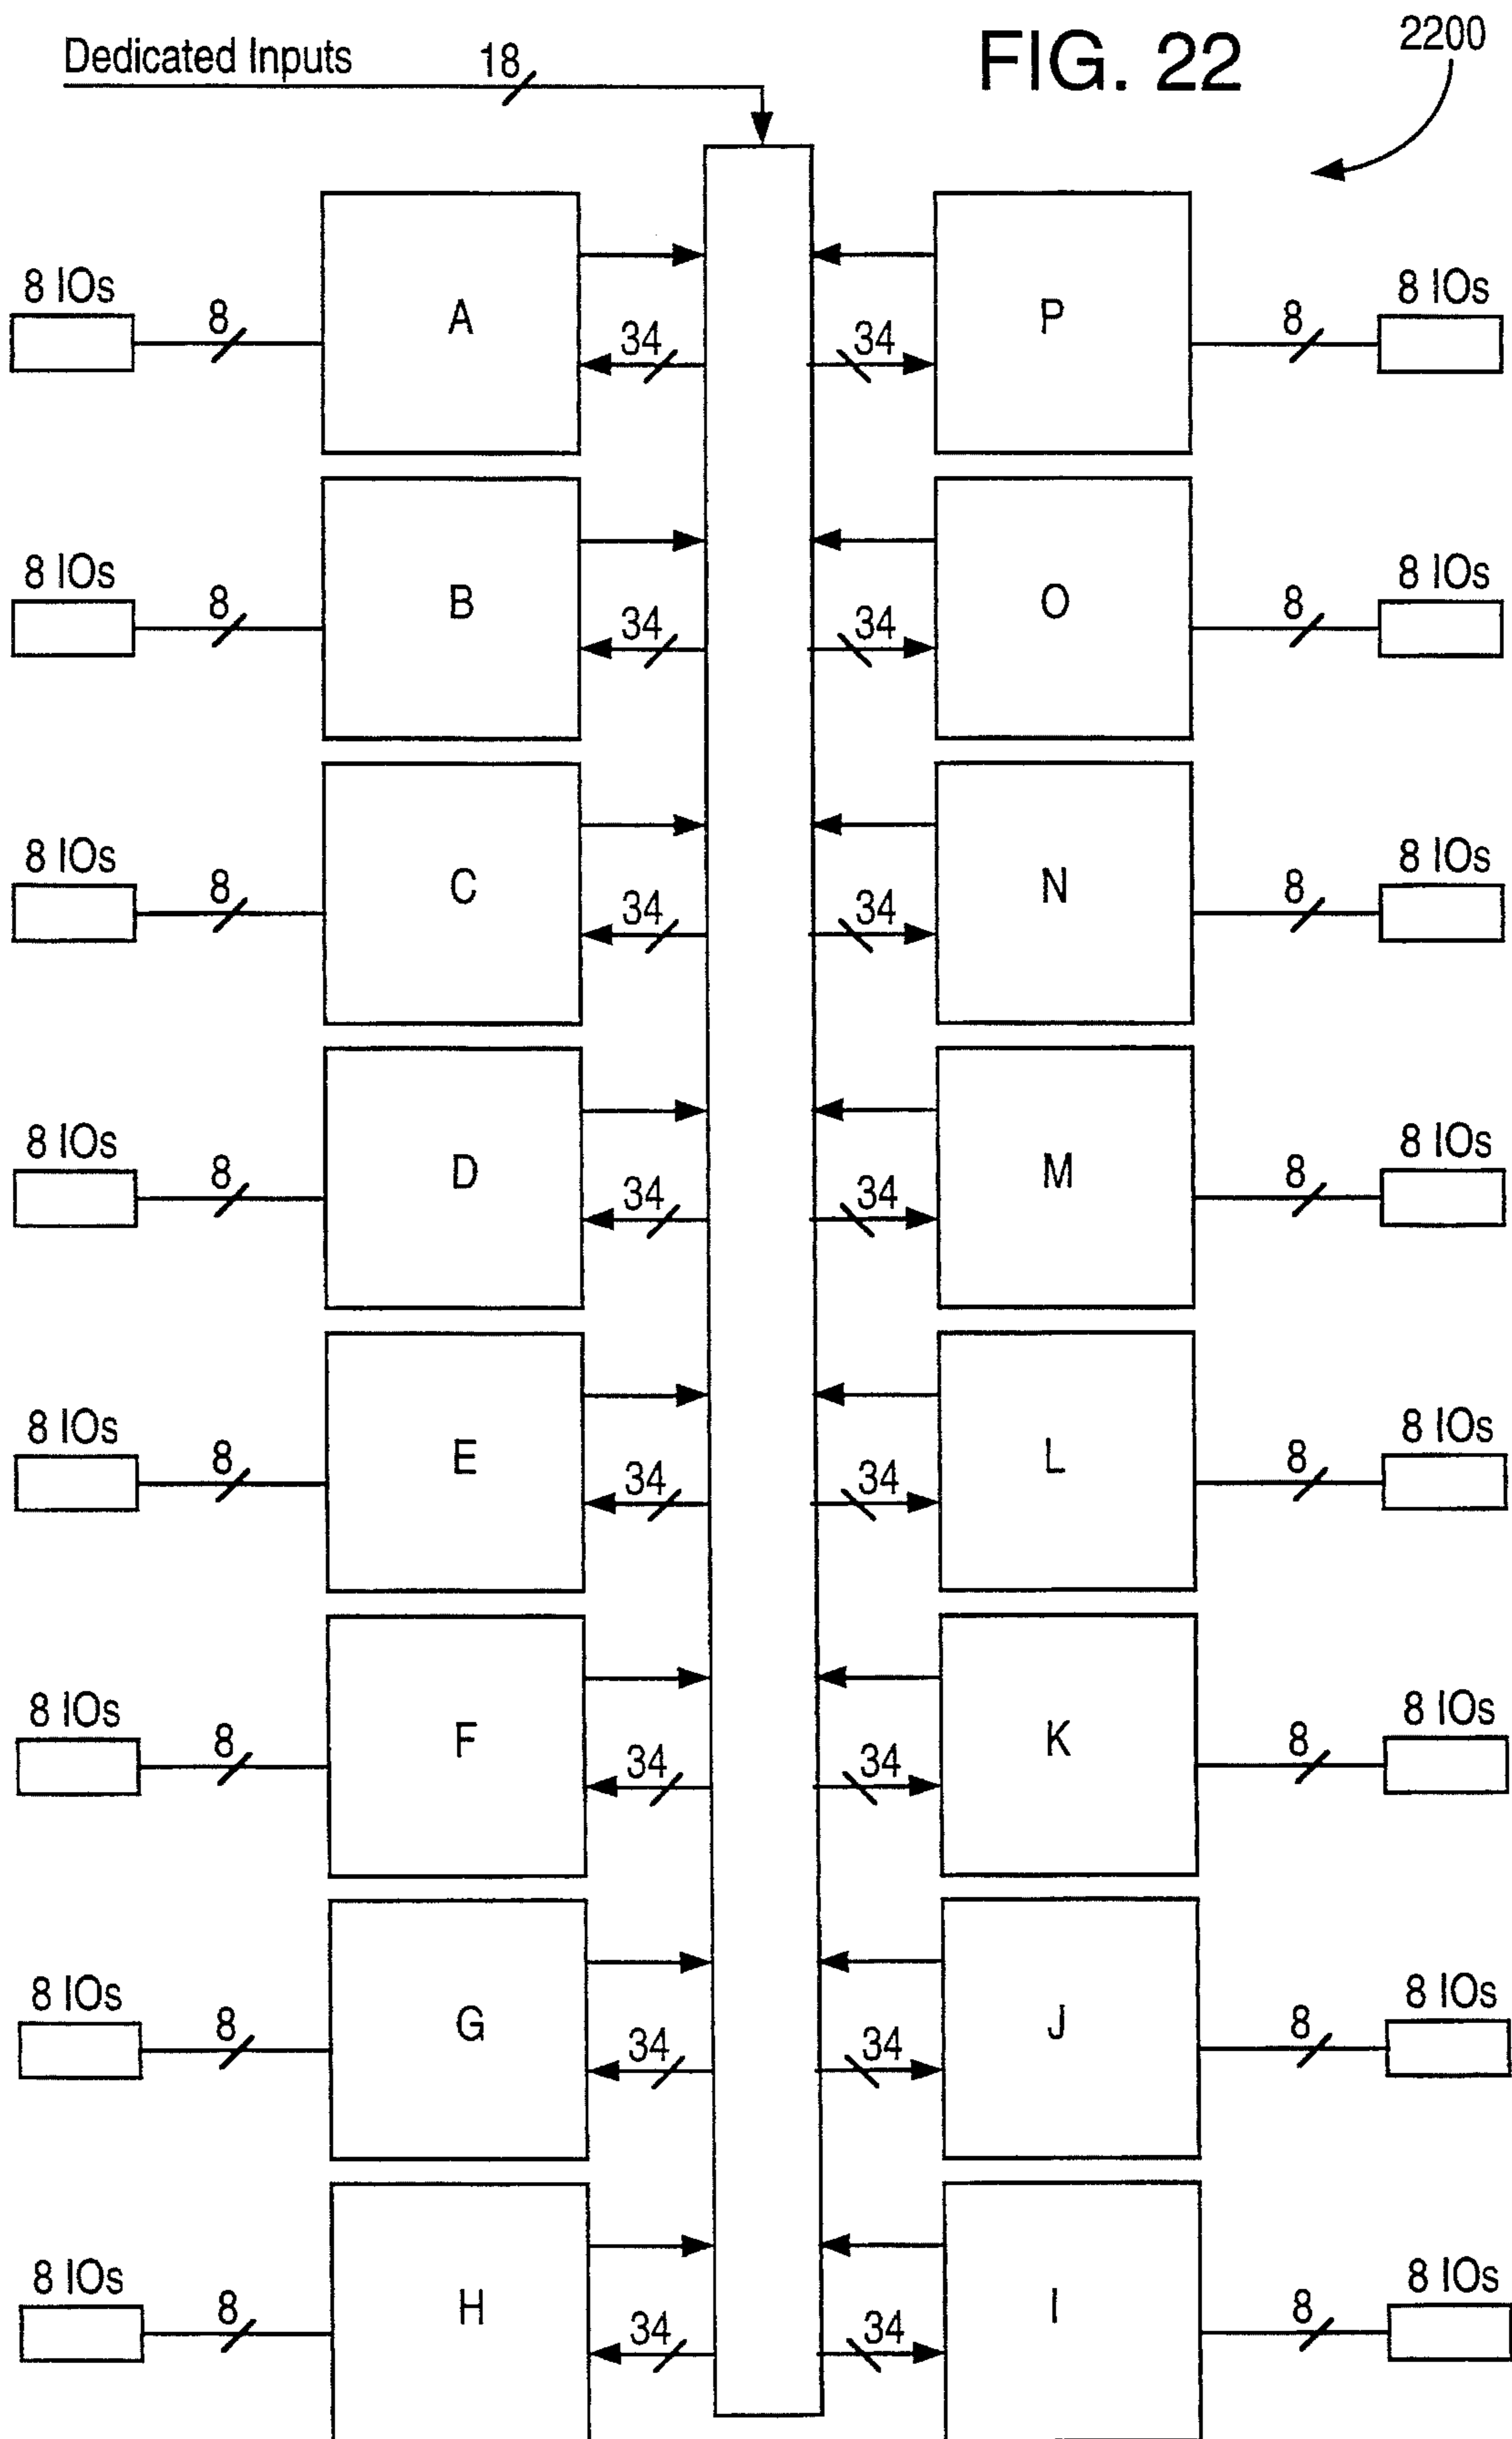 Dedicated Inputs 18
FIG. 22
2200
8 IOs 8 A 34 34 P 8 8 IOs
8 IOs 8 B 34 34 O 8 8 IOs
8 IOs 8 C 34 34 N 8 8 IOs
8 IOs 8 D 34 34 M 8 8 IOs
8 IOs 8 E 34 34 L 8 8 IOs
8 IOs 8 F 34 34 K 8 8 IOs
8 IOs 8 G 34 34 J 8 8 IOs
8 IOs 8 H 34 34 I 8 8 IOs